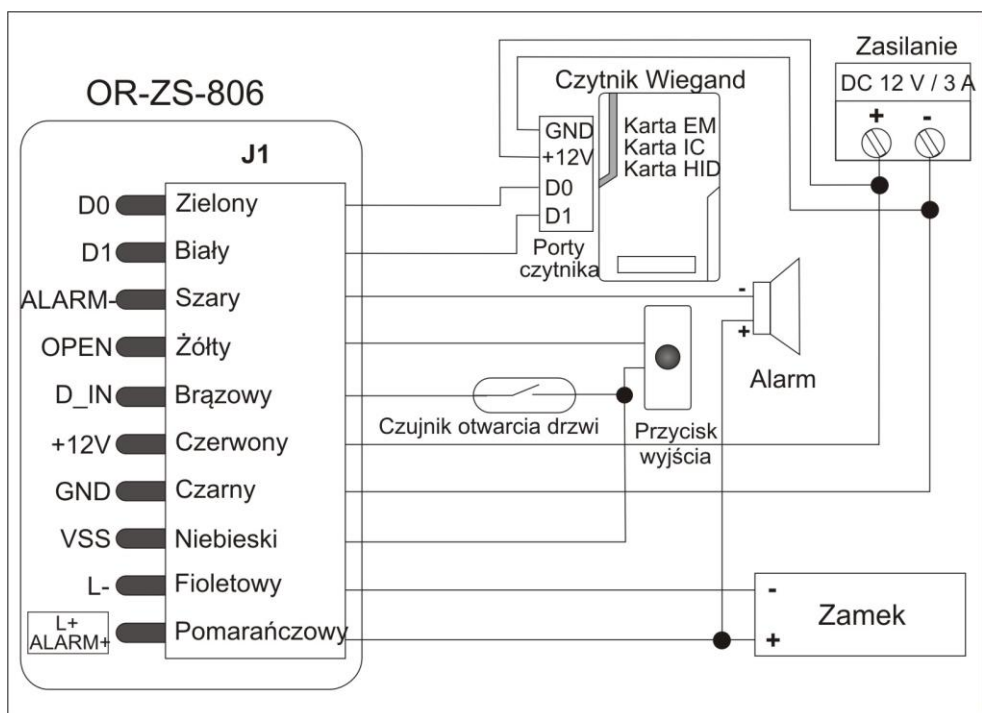 OR-ZS-806
J1
D0 Zielony
D1 Biały
ALARM- Szary
OPEN Żółty
D_IN Brązowy
+12V Czerwony
GND Czarny
VSS Niebieski
L- Fioletowy
L+
ALARM+
Pomarańczowy
Czytnik Wiegand
GND
+12V
D0
D1
Karta EM
Karta IC
Karta HID
Porty
czytnika
Zasilanie
DC 12 V / 3 A
+ -
-
+
Alarm
Czujnik otwarcia drzwi
Przycisk
wyjścia
-
+
Zamek